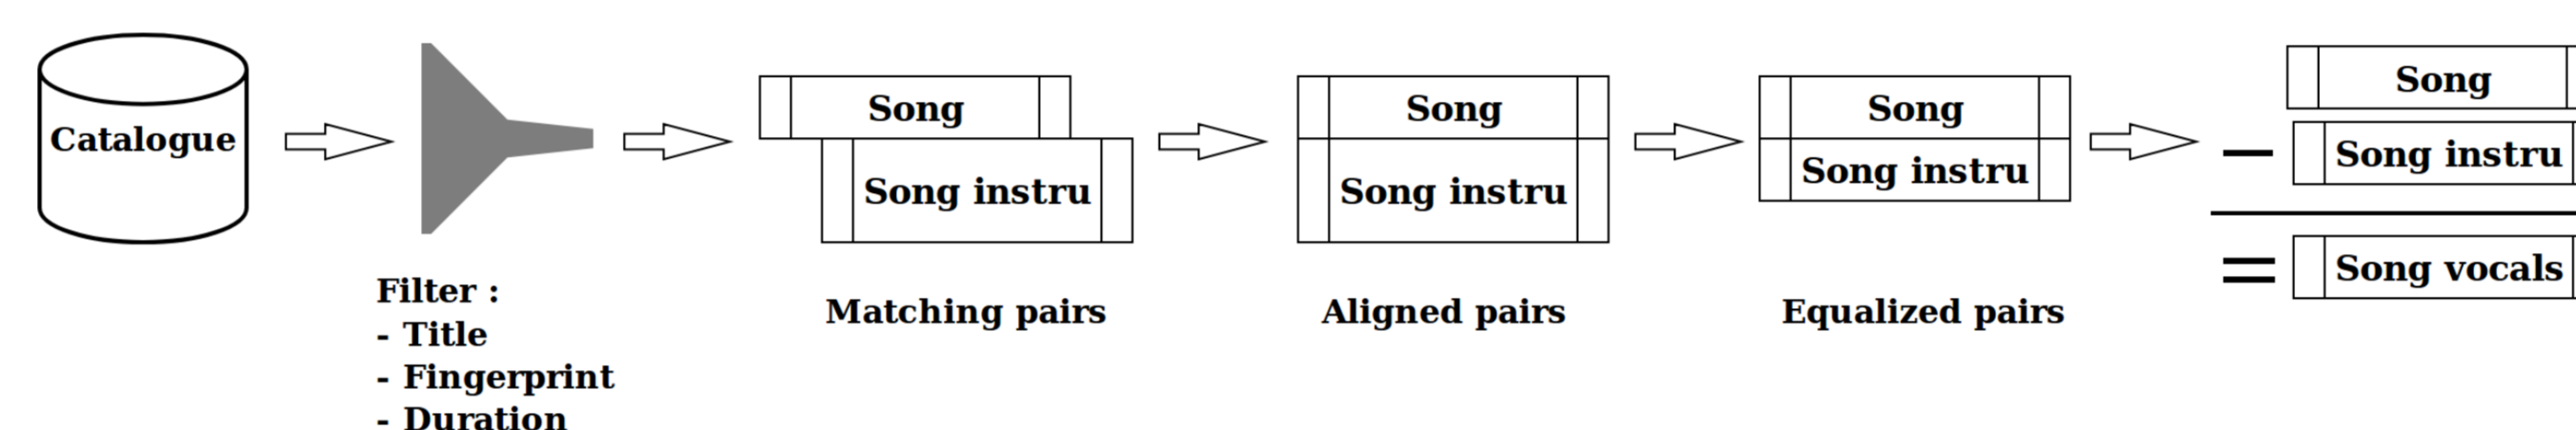 Catalogue
Filter :
- Title
- Fingerprint
- Duration
Song
Song instru
Matching pairs
Song
Song instru
Aligned pairs
Song
Song instru
Equalized pairs
Song
− Song instru
= Song vocals